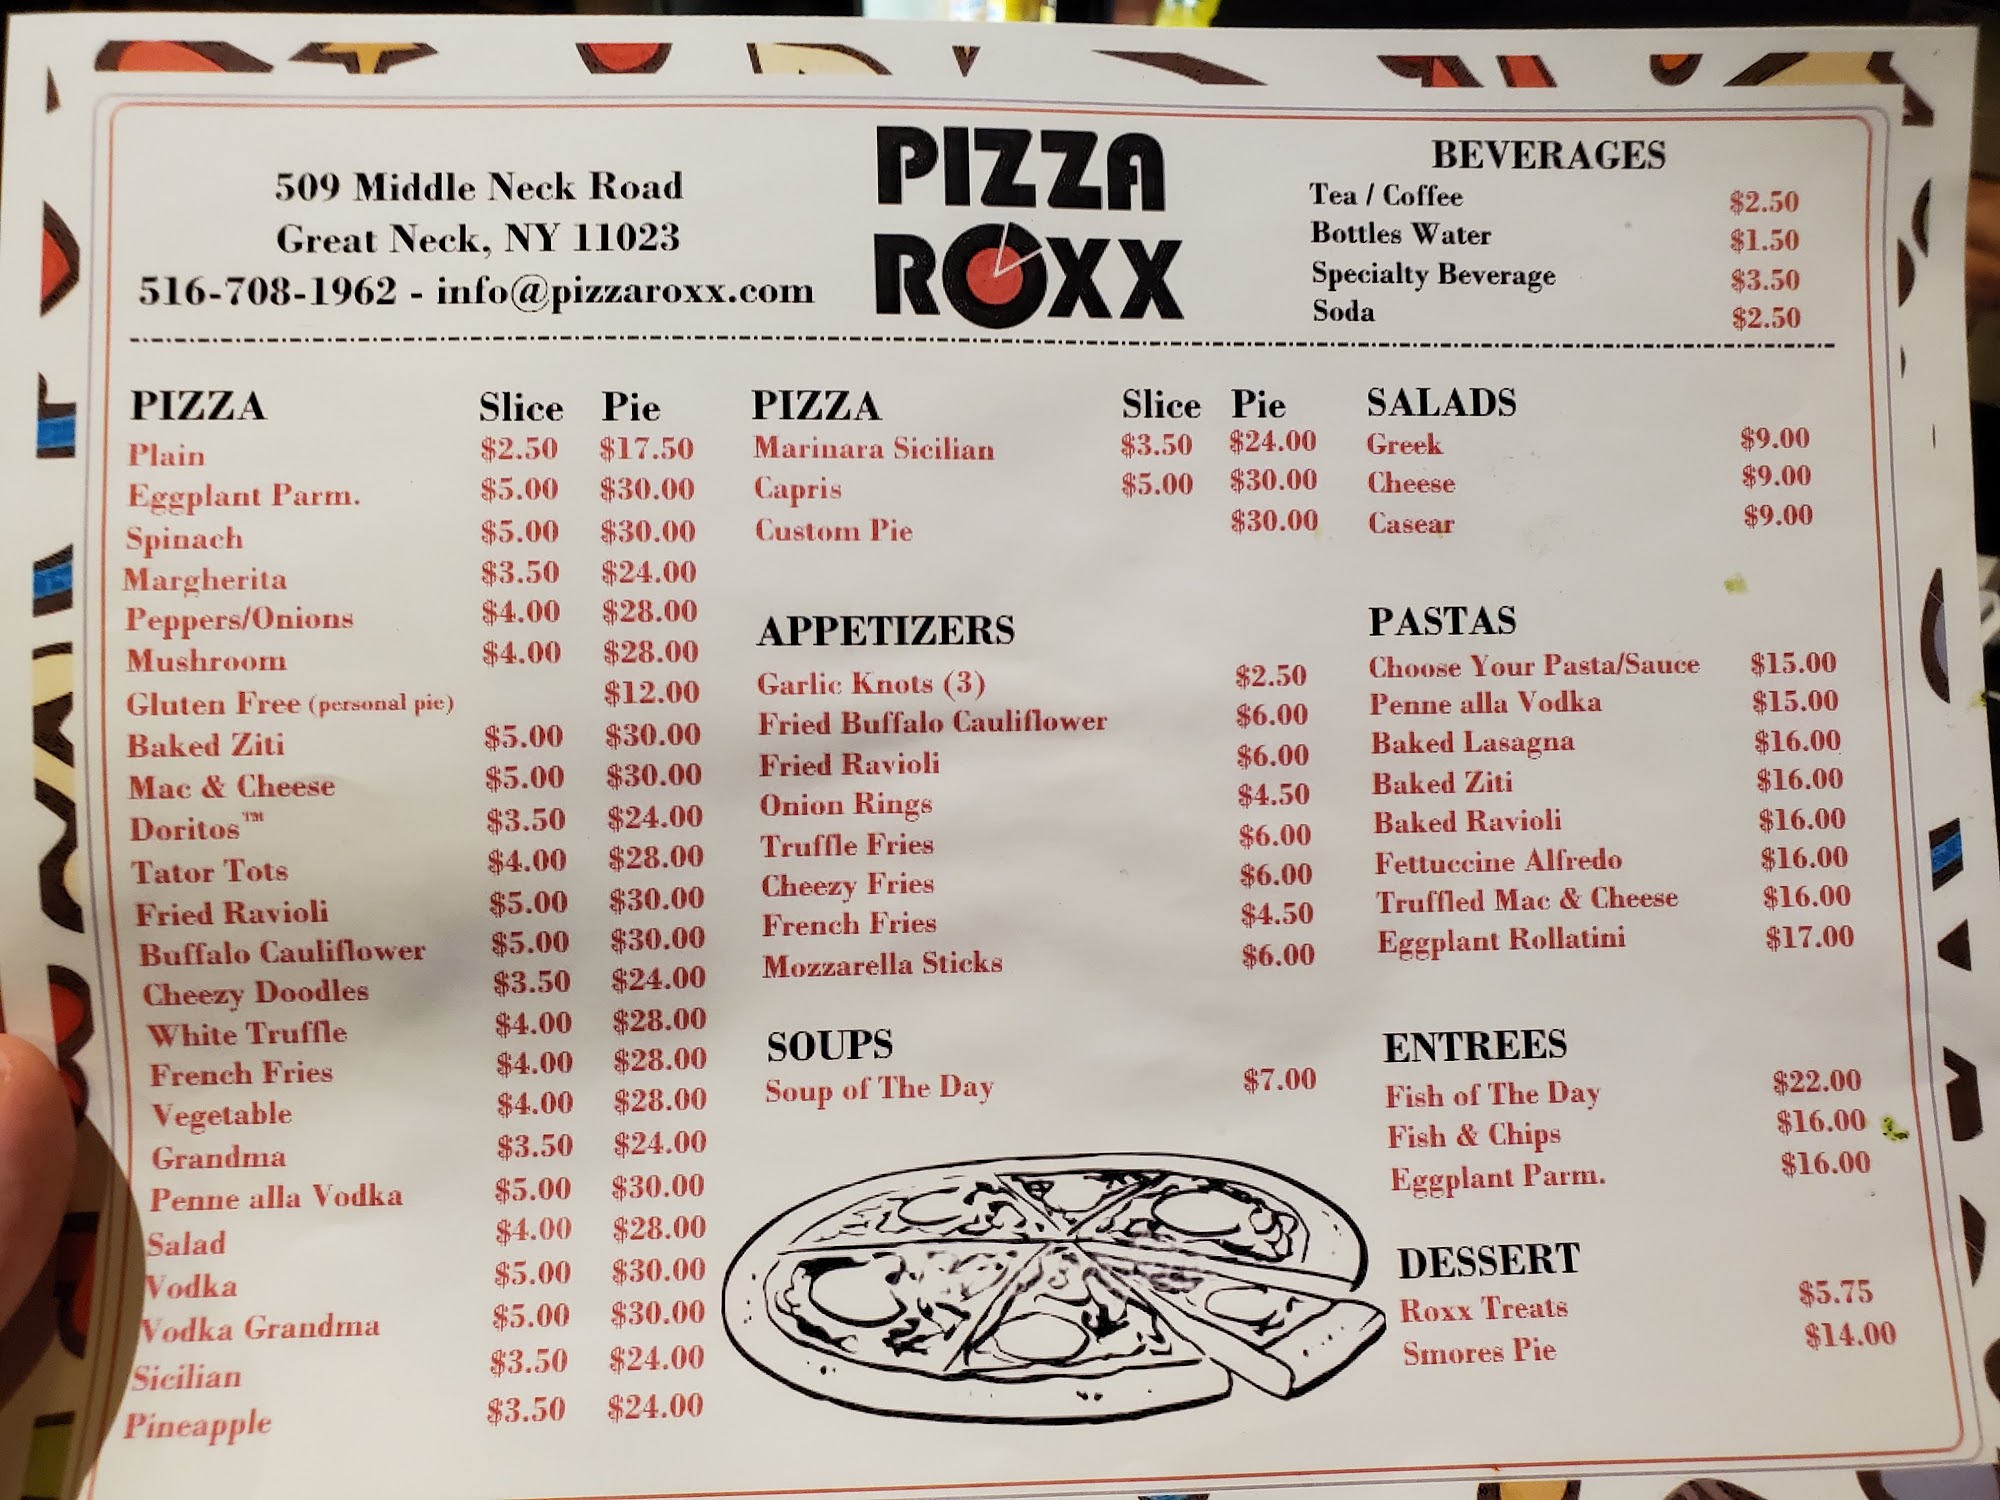 509 Middle Neck Road
Great Neck, NY 11023
516-708-1962 - info@pizzaroxx.com
PIZZA
ROXX
BEVERAGES
Tea / Coffee $2.50
Bottles Water $1.50
Specialty Beverage $3.50
Soda $2.50
PIZZA Slice Pie
Plain $2.50 $17.50
Eggplant Parm. $5.00 $30.00
Spinach $5.00 $30.00
Margherita $3.50 $24.00
Peppers/Onions $4.00 $28.00
Mushroom $4.00 $28.00
Gluten Free (personal pie) $12.00
Baked Ziti $5.00 $30.00
Mac & Cheese $5.00 $30.00
Doritos™ $3.50 $24.00
Tator Tots $4.00 $28.00
Fried Ravioli $5.00 $30.00
Buffalo Cauliflower $5.00 $30.00
Cheezy Doodles $3.50 $24.00
White Truffle $4.00 $28.00
French Fries $4.00 $28.00
Vegetable $4.00 $28.00
Grandma $3.50 $24.00
Penne alla Vodka $5.00 $30.00
Salad $4.00 $28.00
Vodka $5.00 $30.00
Vodka Grandma $5.00 $30.00
Sicilian $3.50 $24.00
Pineapple $3.50 $24.00
PIZZA Slice Pie
Marinara Sicilian $3.50 $24.00
Capris $5.00 $30.00
Custom Pie $30.00
APPETIZERS
Garlic Knots (3) $2.50
Fried Buffalo Cauliflower $6.00
Fried Ravioli $6.00
Onion Rings $4.50
Truffle Fries $6.00
Cheezy Fries $6.00
French Fries $4.50
Mozzarella Sticks $6.00
SOUPS
Soup of The Day $7.00
SALADS
Greek $9.00
Cheese $9.00
Casear $9.00
PASTAS
Choose Your Pasta/Sauce $15.00
Penne alla Vodka $15.00
Baked Lasagna $16.00
Baked Ziti $16.00
Baked Ravioli $16.00
Fettuccine Alfredo $16.00
Truffled Mac & Cheese $16.00
Eggplant Rollatini $17.00
ENTREES
Fish of The Day $22.00
Fish & Chips $16.00
Eggplant Parm. $16.00
DESSERT
Roxx Treats $5.75
Smores Pie $14.00